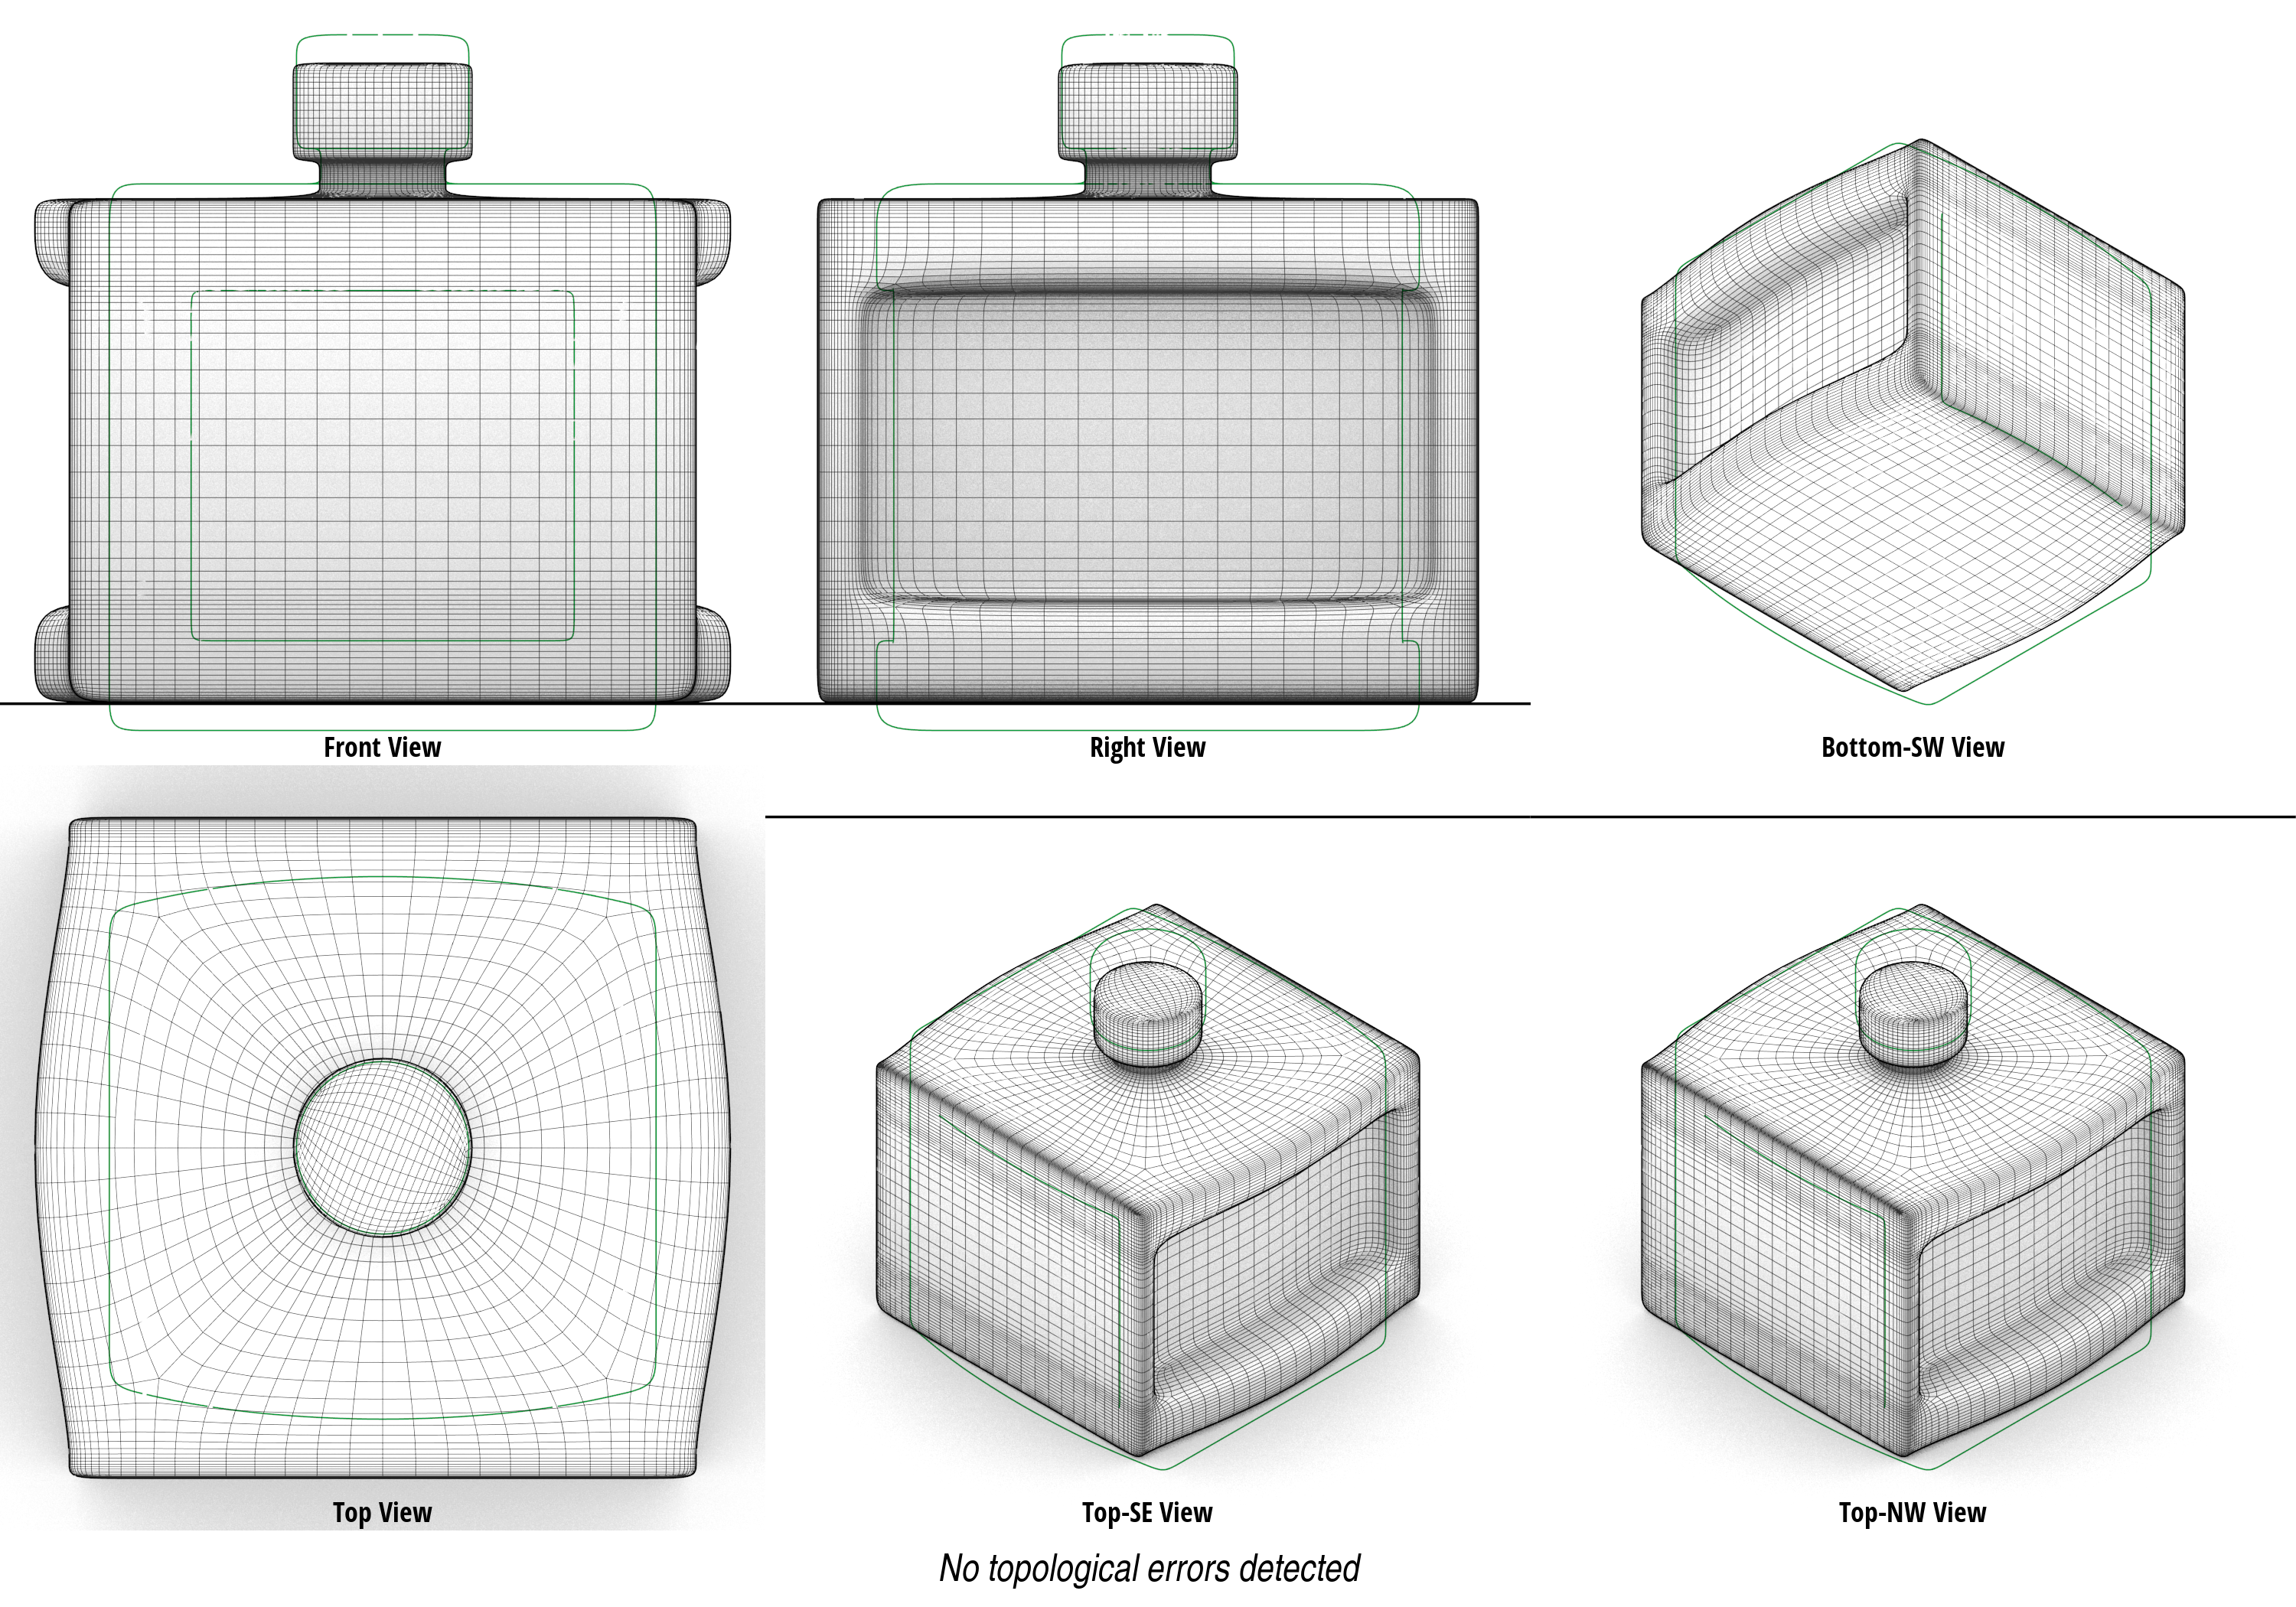 Front View
Right View
Bottom-SW View
Top View
Top-SE View
Top-NW View
No topological errors detected